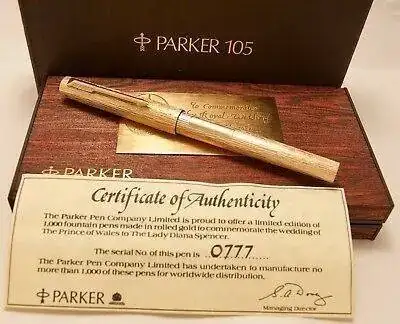 PARKER 105
To Commemorate
Royal Wedding
PARKER
Certificate of Authenticity
The Parker Pen Company Limited is proud to offer a limited edition of
1,000 fountain pens made in rolled gold to commemorate the wedding of
The Prince of Wales to The Lady Diana Spencer.
The serial No of this pen is 0777
The Parker Pen Company Limited has undertaken to manufacture no
more than 1,000 of these pens for worldwide distribution.
PARKER
Managing Director